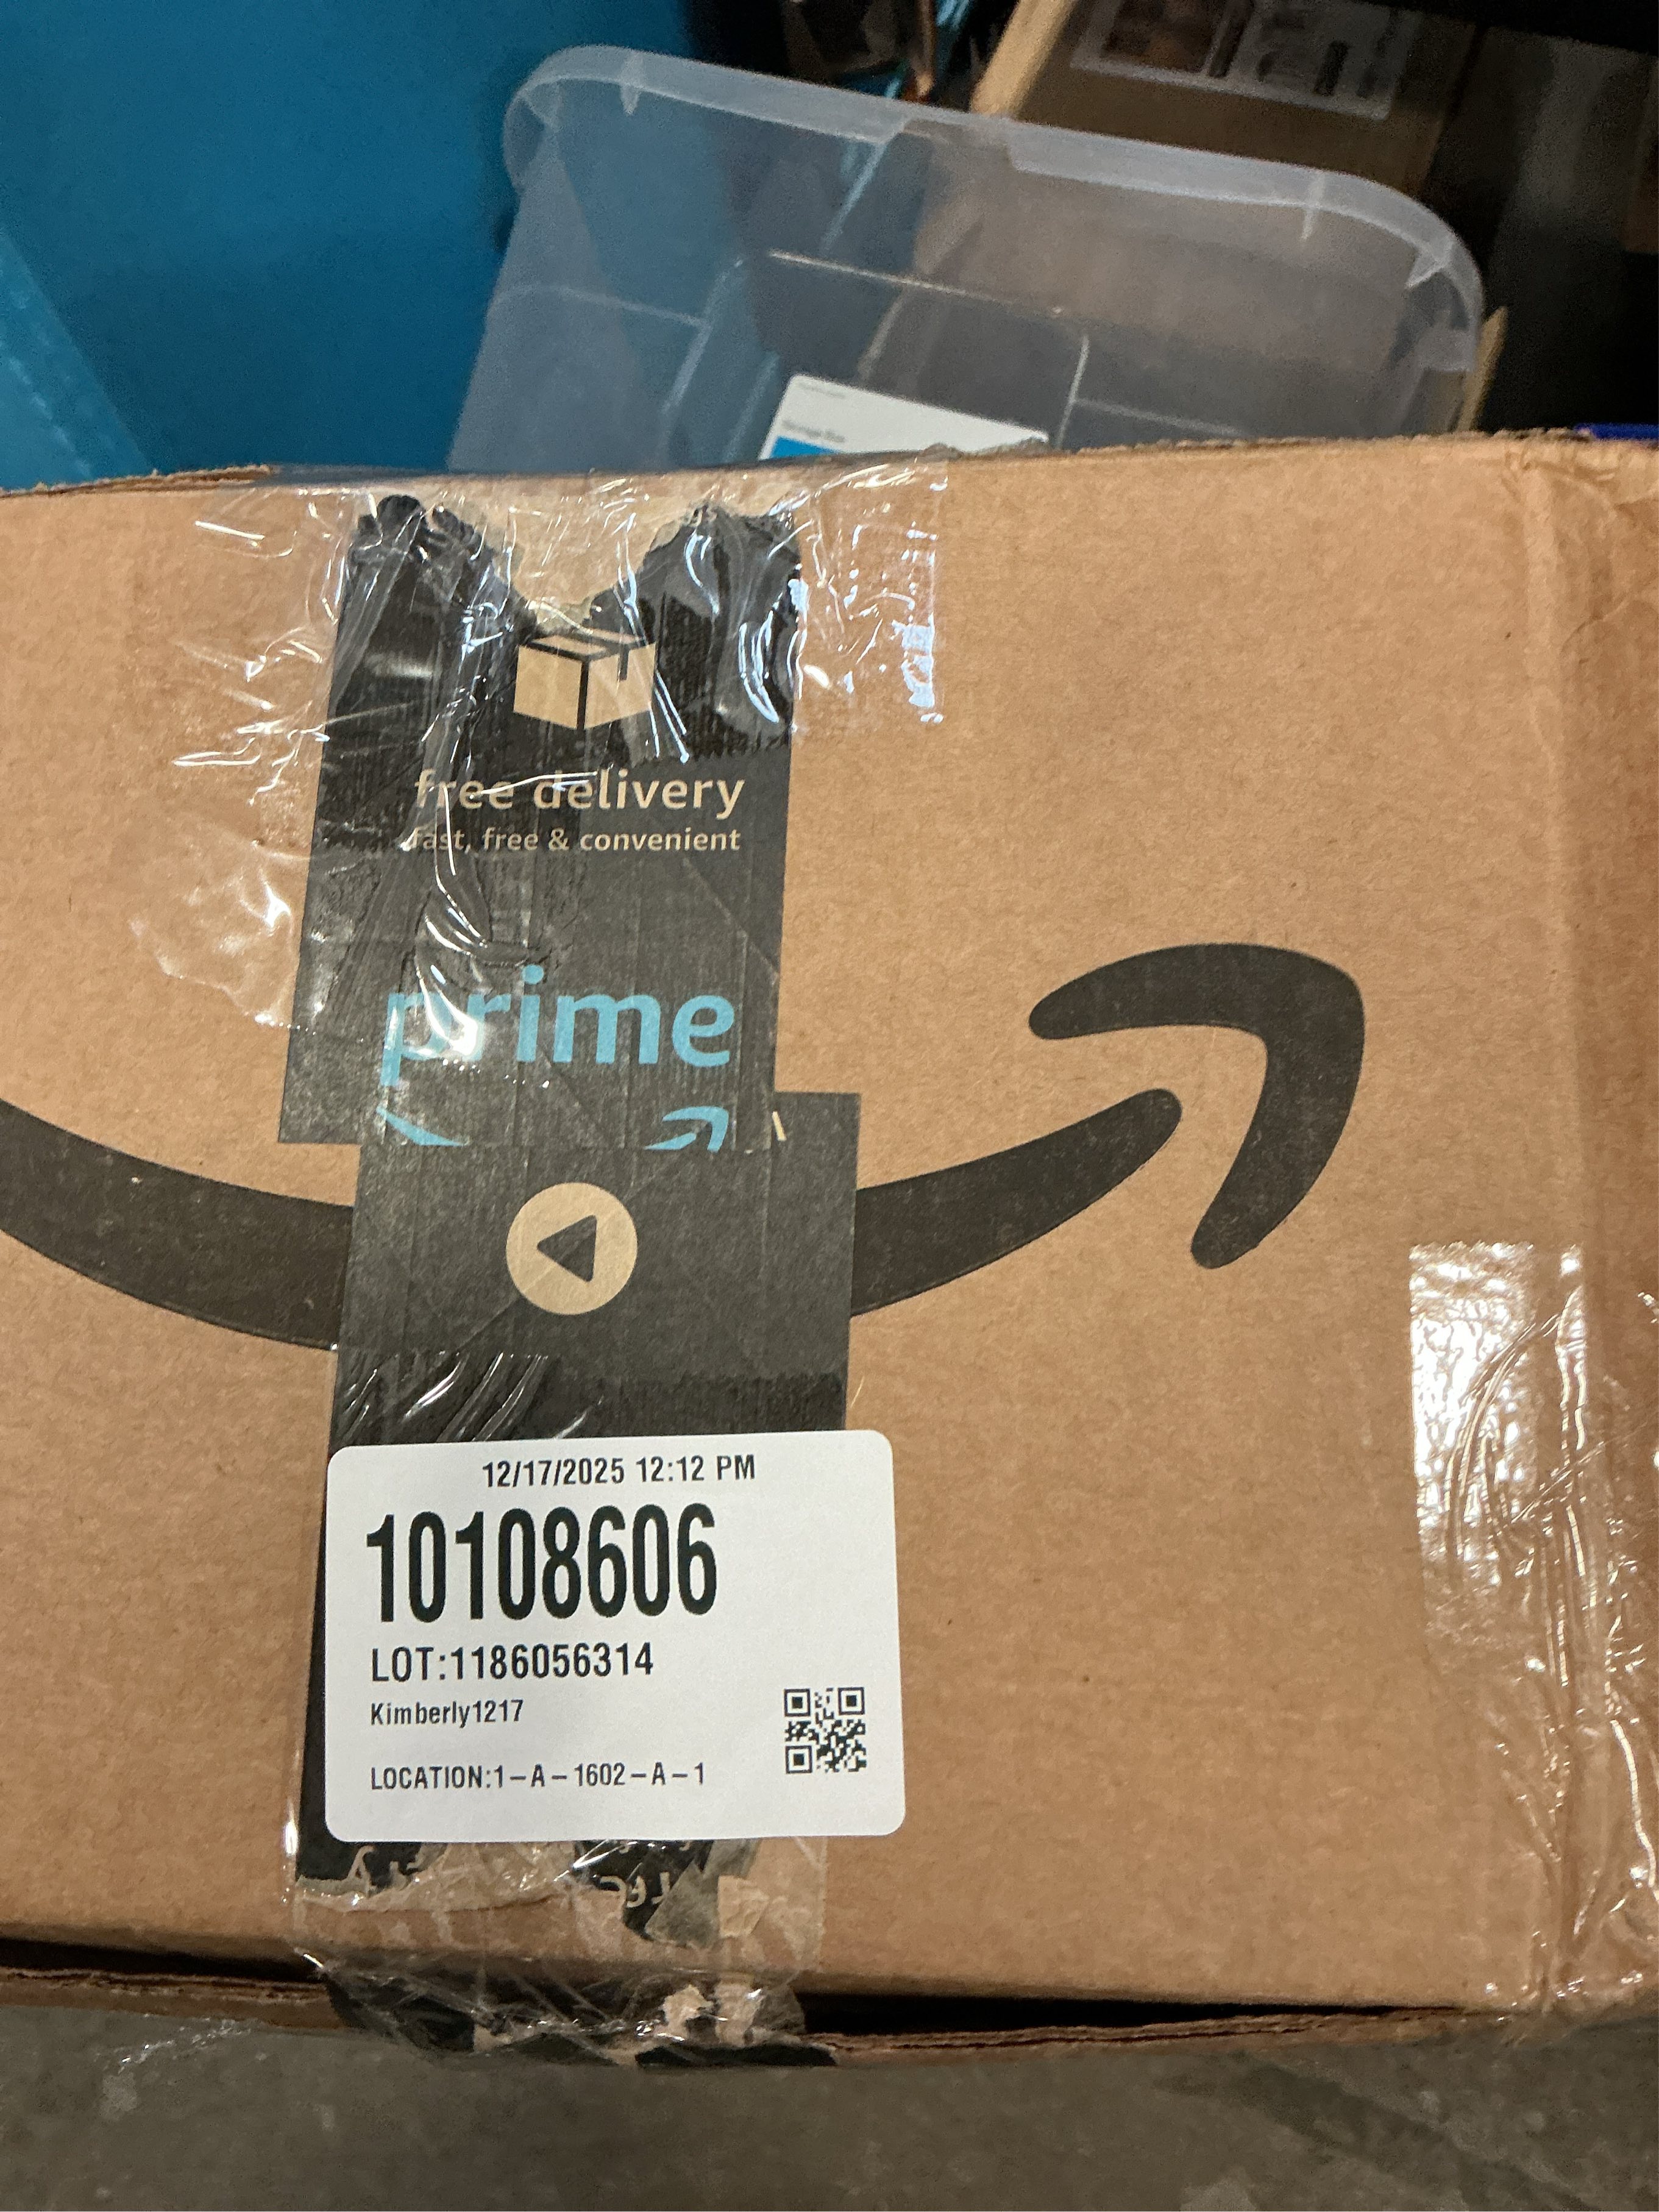 free delivery
fast, free & convenient
prime
12/17/2025 12:12 PM
10108606
LOT:1186056314
Kimberly1217
LOCATION:1-A-1602-A-1